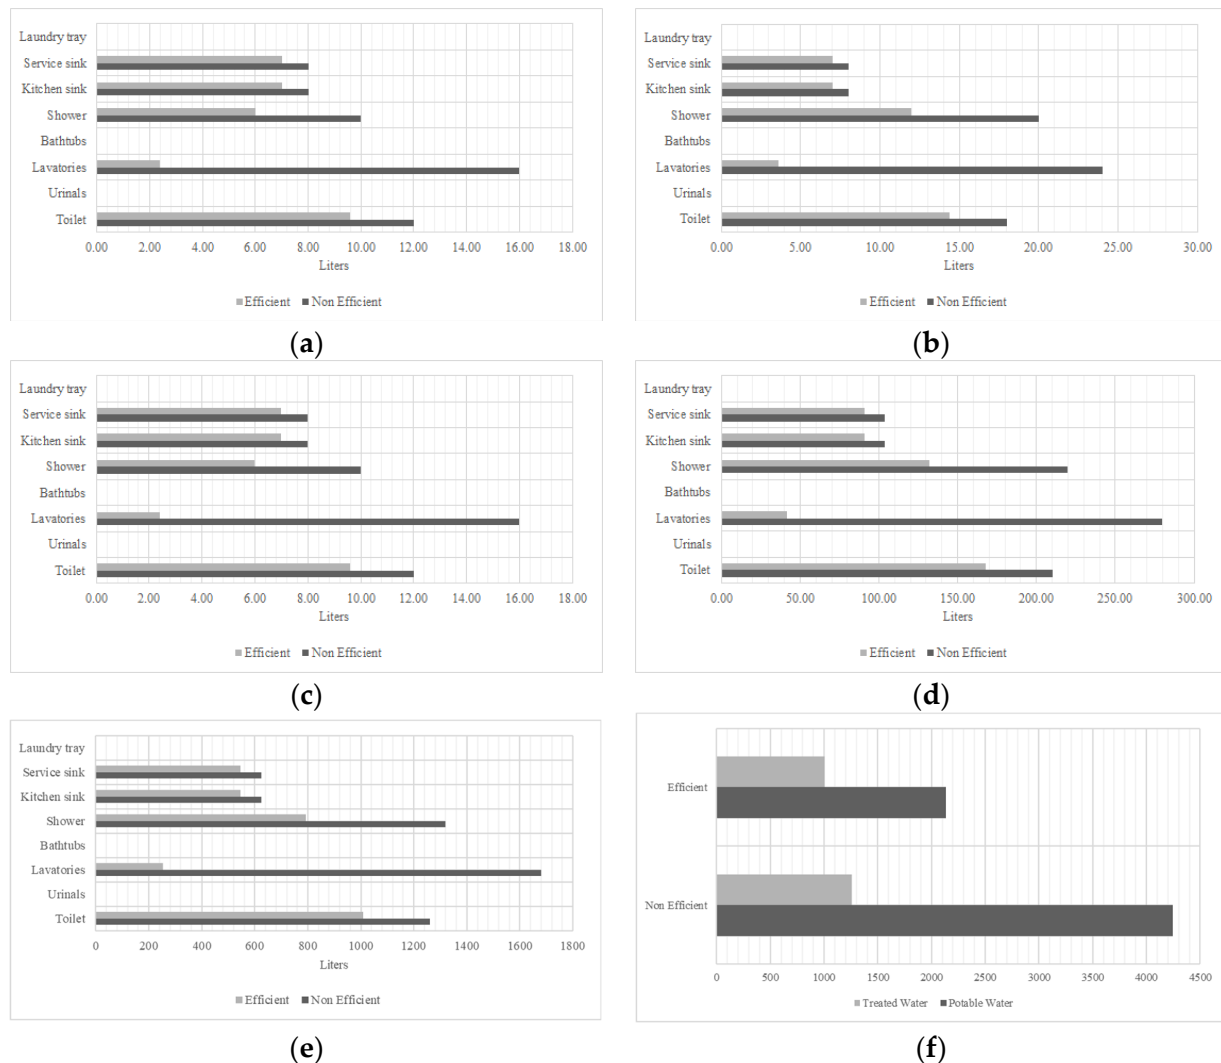 Laundry tray
Service sink
Kitchen sink
Shower
Bathtubs
Lavatories
Urinals
Toilet
0.00 2.00 4.00 6.00 8.00 10.00 12.00 14.00 16.00 18.00
Liters
Efficient Non Efficient
(a)
Laundry tray
Service sink
Kitchen sink
Shower
Bathtubs
Lavatories
Urinals
Toilet
0.00 5.00 10.00 15.00 20.00 25.00 30.00
Liters
Efficient Non Efficient
(b)
Laundry tray
Service sink
Kitchen sink
Shower
Bathtubs
Lavatories
Urinals
Toilet
0.00 2.00 4.00 6.00 8.00 10.00 12.00 14.00 16.00 18.00
Liters
Efficient Non Efficient
(c)
Laundry tray
Service sink
Kitchen sink
Shower
Bathtubs
Lavatories
Urinals
Toilet
0.00 50.00 100.00 150.00 200.00 250.00 300.00
Liters
Efficient Non Efficient
(d)
Laundry tray
Service sink
Kitchen sink
Shower
Bathtubs
Lavatories
Urinals
Toilet
0 200 400 600 800 1000 1200 1400 1600 1800
Liters
Efficient Non Efficient
(e)
Efficient
Non Efficient
0 500 1000 1500 2000 2500 3000 3500 4000 4500
Treated Water Potable Water
(f)